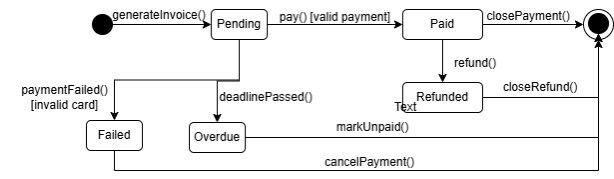 generateInvoice()
Pending
pay() [valid payment]
Paid
closePayment()
refund()
paymentFailed()
[invalid card]
deadlinePassed()
Refunded
closeRefund()
Text
Failed
Overdue
markUnpaid()
cancelPayment()